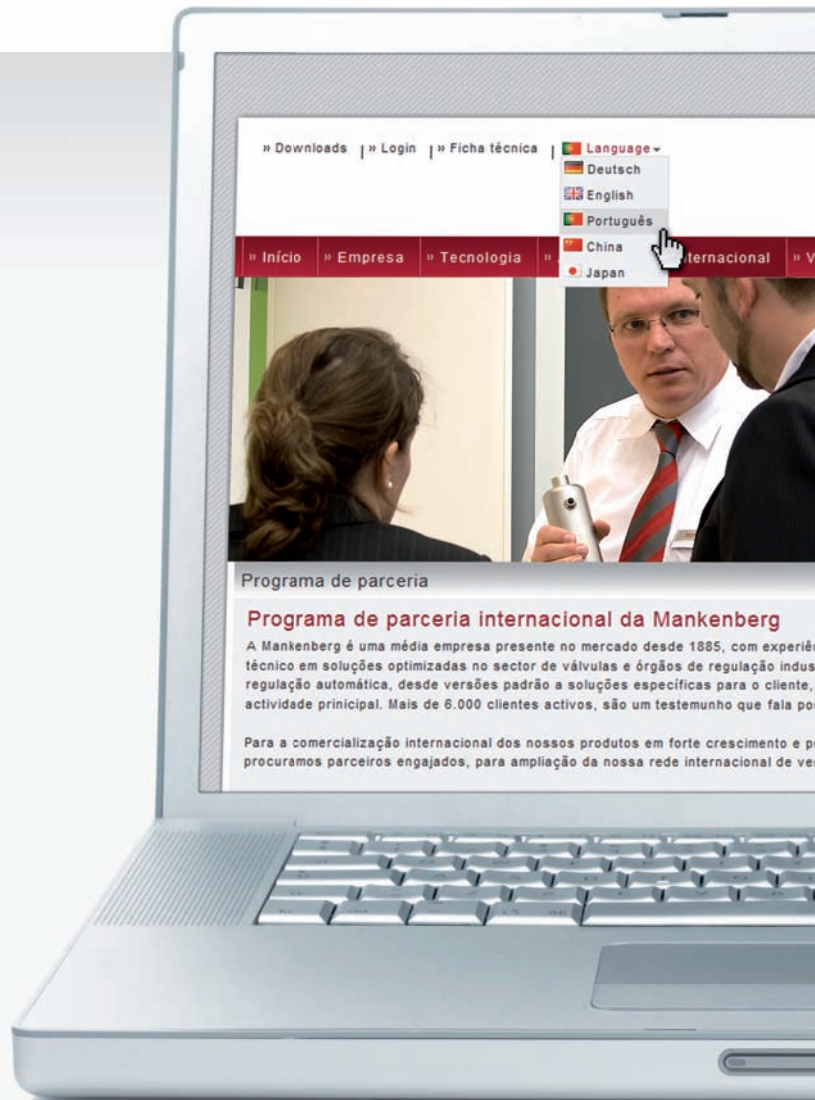 » Downloads | » Login | » Ficha técnica | Language
Deutsch
English
Português
China
Japan
» Início » Empresa » Tecnologia » ternacional » V
Programa de parceria
Programa de parceria internacional da Mankenberg
A Mankenberg é uma média empresa presente no mercado desde 1885, com experiê
técnico em soluções optimizadas no sector de válvulas e órgãos de regulação indus
regulação automática, desde versões padrão a soluções específicas para o cliente,
actividade prinicipal. Mais de 6.000 clientes activos, são um testemunho que fala po
Para a comercialização internacional dos nossos produtos em forte crescimento e p
procuramos parceiros engajados, para ampliação da nossa rede internacional de ve